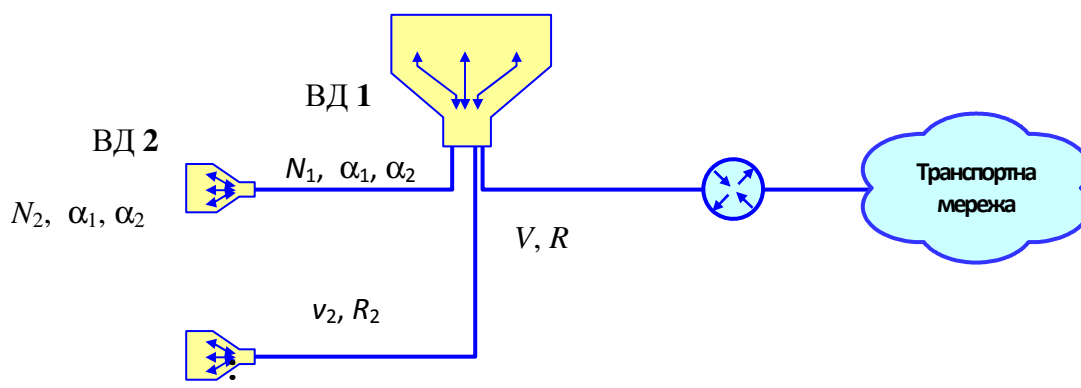 ВД 1
ВД 2
N₁, α₁, α₂
N₂, α₁, α₂
Транспортна
мережа
V, R
v₂, R₂